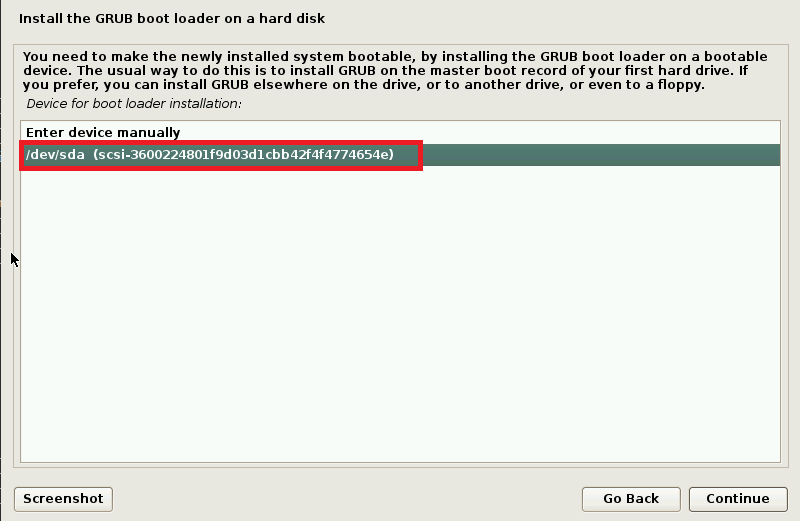 Install the GRUB boot loader on a hard disk
You need to make the newly installed system bootable, by installing the GRUB boot loader on a bootable
device. The usual way to do this is to install GRUB on the master boot record of your first hard drive. If
you prefer, you can install GRUB elsewhere on the drive, or to another drive, or even to a floppy.
Device for boot loader installation:
Enter device manually
/dev/sda  (scsi-3600224801f9d03d1cbb42f4f4774654e)
Screenshot
Go Back
Continue